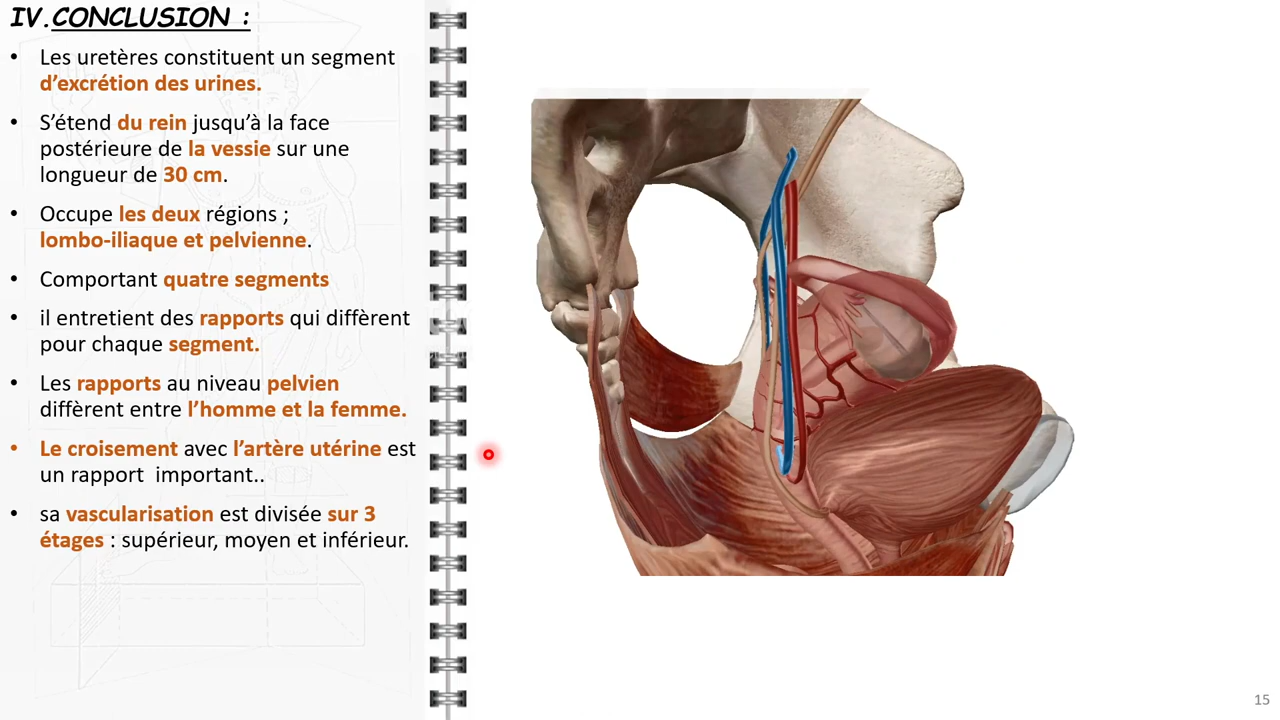 IV.CONCLUSION :
• Les uretères constituent un segment
d’excrétion des urines.
• S’étend du rein jusqu’à la face
postérieure de la vessie sur une
longueur de 30 cm.
• Occupe les deux régions ;
lombo-iliaque et pelvienne.
• Comportant quatre segments
• il entretient des rapports qui diffèrent
pour chaque segment.
• Les rapports au niveau pelvien
diffèrent entre l’homme et la femme.
• Le croisement avec l’artère utérine est
un rapport  important..
• sa vascularisation est divisée sur 3
étages : supérieur, moyen et inférieur.
15